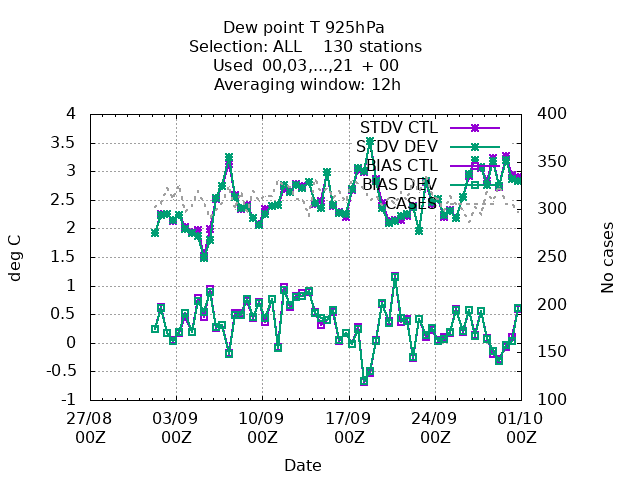 Dew point T 925hPa
Selection: ALL    130 stations
Used  00,03,...,21  + 00
Averaging window: 12h
STDV CTL
STDV DEV
BIAS CTL
BIAS DEV
CASES
4
3.5
3
2.5
2
1.5
1
0.5
0
-0.5
-1
400
350
300
250
200
150
100
deg C
No cases
27/08 03/09 10/09 17/09 24/09 01/10
00Z 00Z 00Z 00Z 00Z 00Z
Date